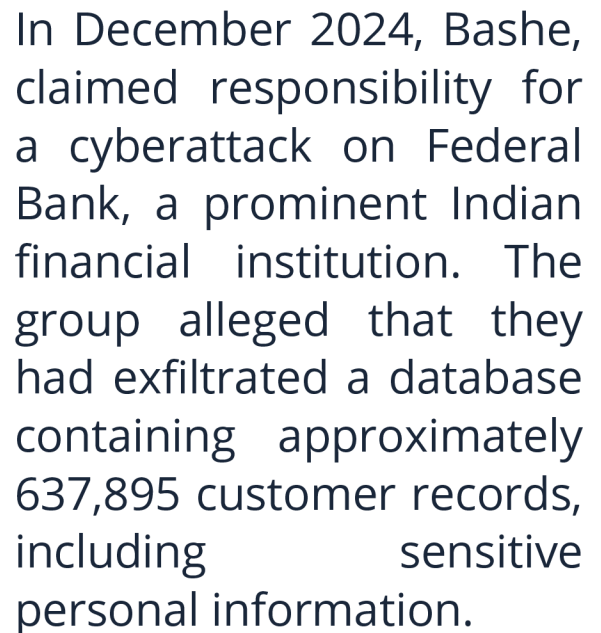 In December 2024, Bashe,
claimed responsibility for
a cyberattack on Federal
Bank, a prominent Indian
financial institution. The
group alleged that they
had exfiltrated a database
containing approximately
637,895 customer records,
including sensitive
personal information.